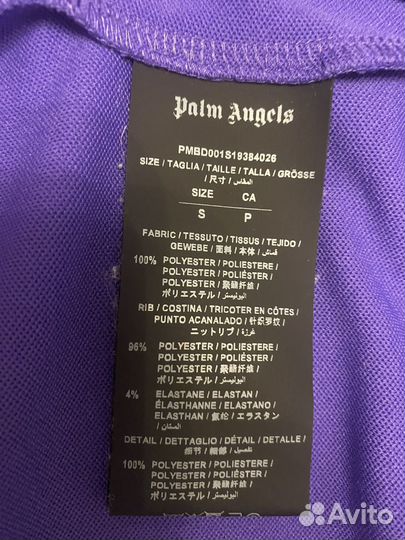 Palm Angels
PMBD001S19384026
SIZE / TAGLIA / TAILLE / TALLA / GRÖSSE
/ 尺寸 / المقاس
SIZE CA
S P
FABRIC / TESSUTO / TISSUS / TEJIDO /
GEWEBE / 面料 / 本体 / قماش
100% POLYESTER / POLIESTERE /
POLYESTER / POLIÉSTER /
POLYESTER / 聚酯纤维 /
ポリエステル / البوليستر
RIB / COSTINA / TRICOTER EN CÔTES /
PUNTO ACANALADO / 针织罗纹 /
ニットリブ / غرزة
96% POLYESTER / POLIESTERE /
POLYESTER / POLIÉSTER /
POLYESTER / 聚酯纤维 /
ポリエステル / البوليستر
4% ELASTANE / ELASTAN /
ÉLASTHANNE / ELASTANO /
ELASTHAN / 氨纶 / エラスタン
/ الستان
DETAIL / DETTAGLIO / DÉTAIL / DETALLE /
细节 / 細部 / تفصيل
100% POLYESTER / POLIESTERE /
POLYESTER / POLIÉSTER /
POLYESTER / 聚酯纤维 /
ポリエステル / البوليستر
Avito